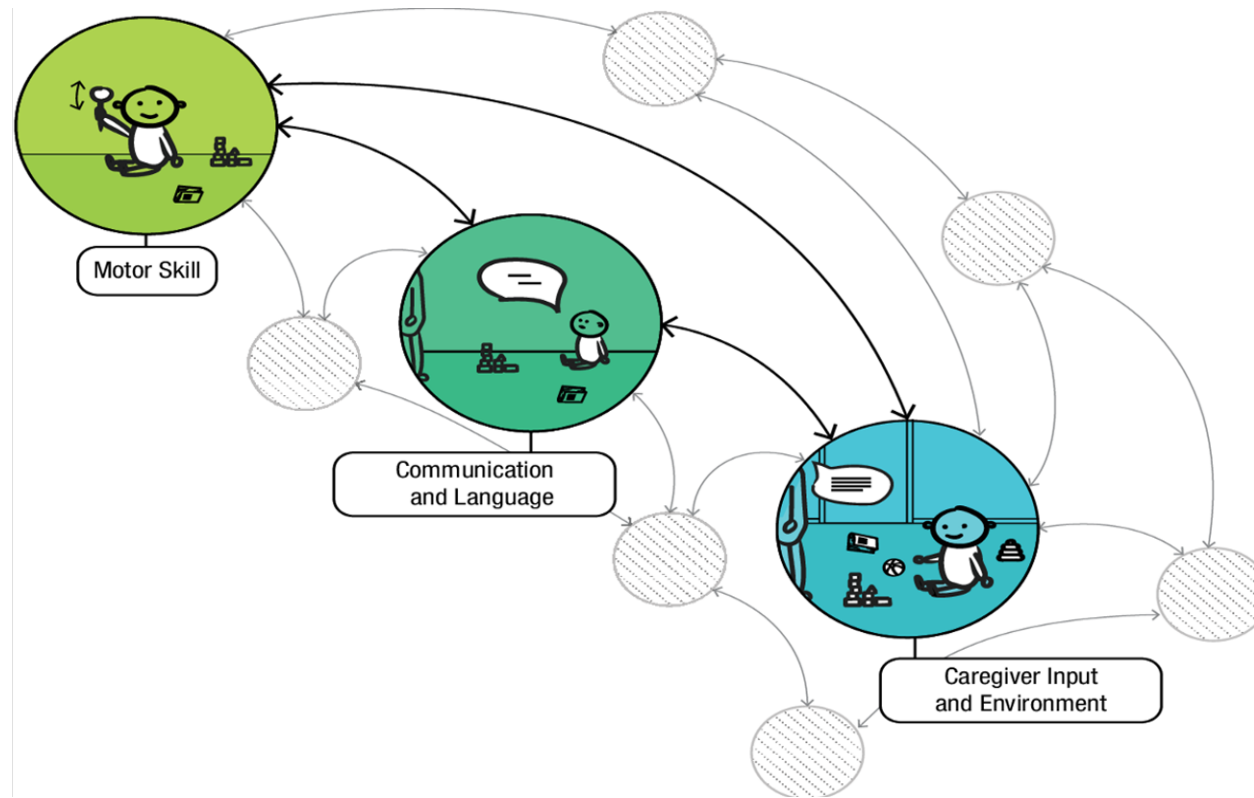 Motor Skill
Communication
and Language
Caregiver Input
and Environment